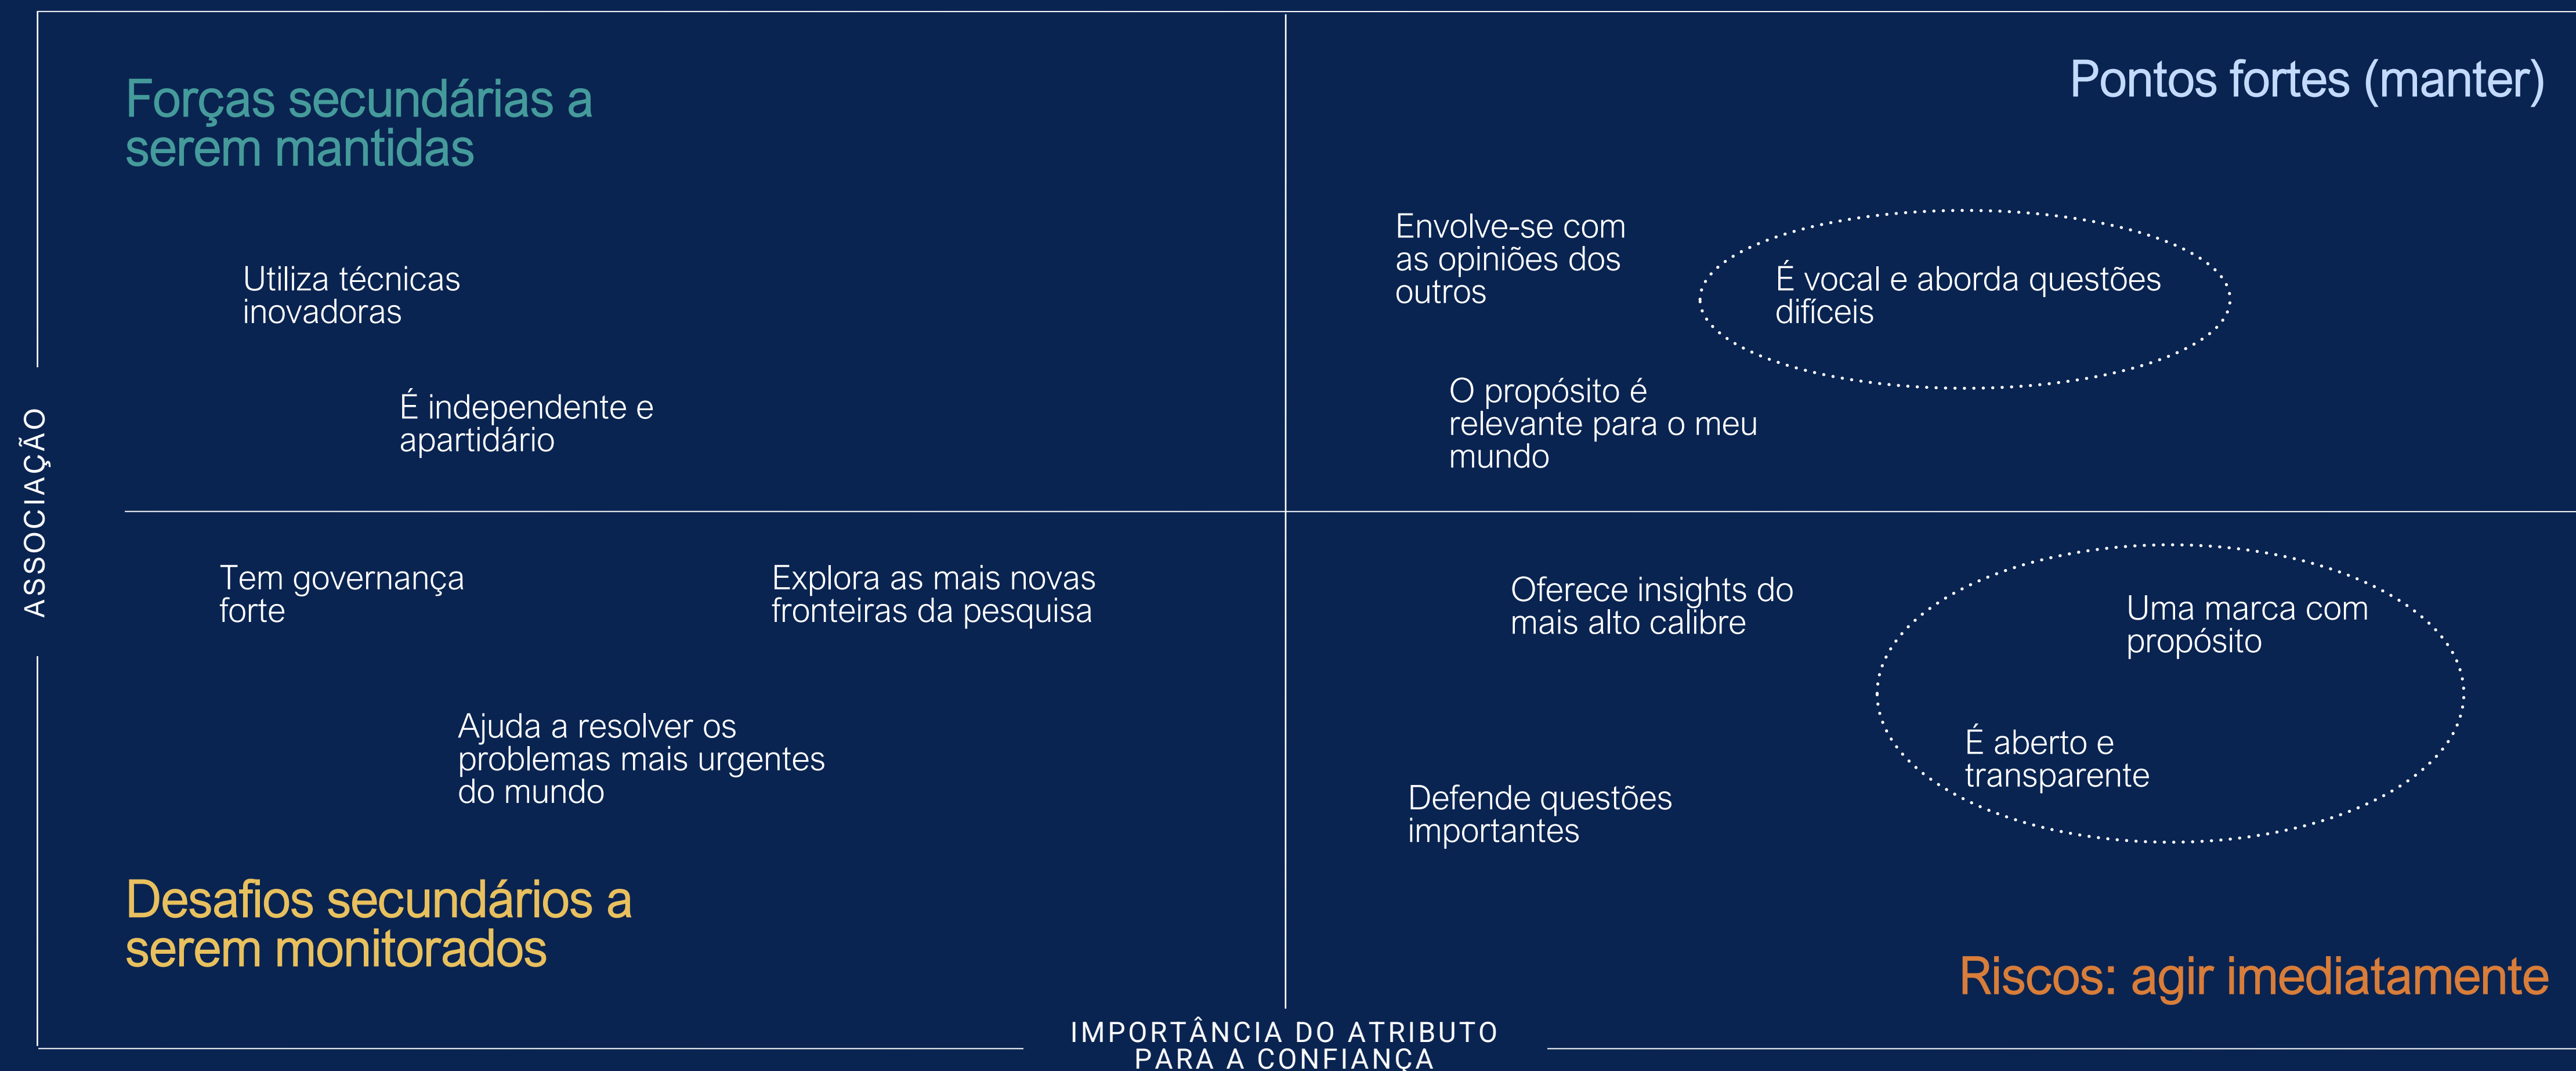 Forças secundárias a
serem mantidas
Utiliza técnicas
inovadoras
É independente e
apartidário
Pontos fortes (manter)
Envolve-se com
as opiniões dos
outros
É vocal e aborda questões
difíceis
O propósito é
relevante para o meu
mundo
ASSOCIAÇÃO
Tem governança
forte
Explora as mais novas
fronteiras da pesquisa
Ajuda a resolver os
problemas mais urgentes
do mundo
Desafios secundários a
serem monitorados
Oferece insights do
mais alto calibre
Uma marca com
propósito
É aberto e
transparente
Defende questões
importantes
Riscos: agir imediatamente
IMPORTÂNCIA DO ATRIBUTO
PARA A CONFIANÇA